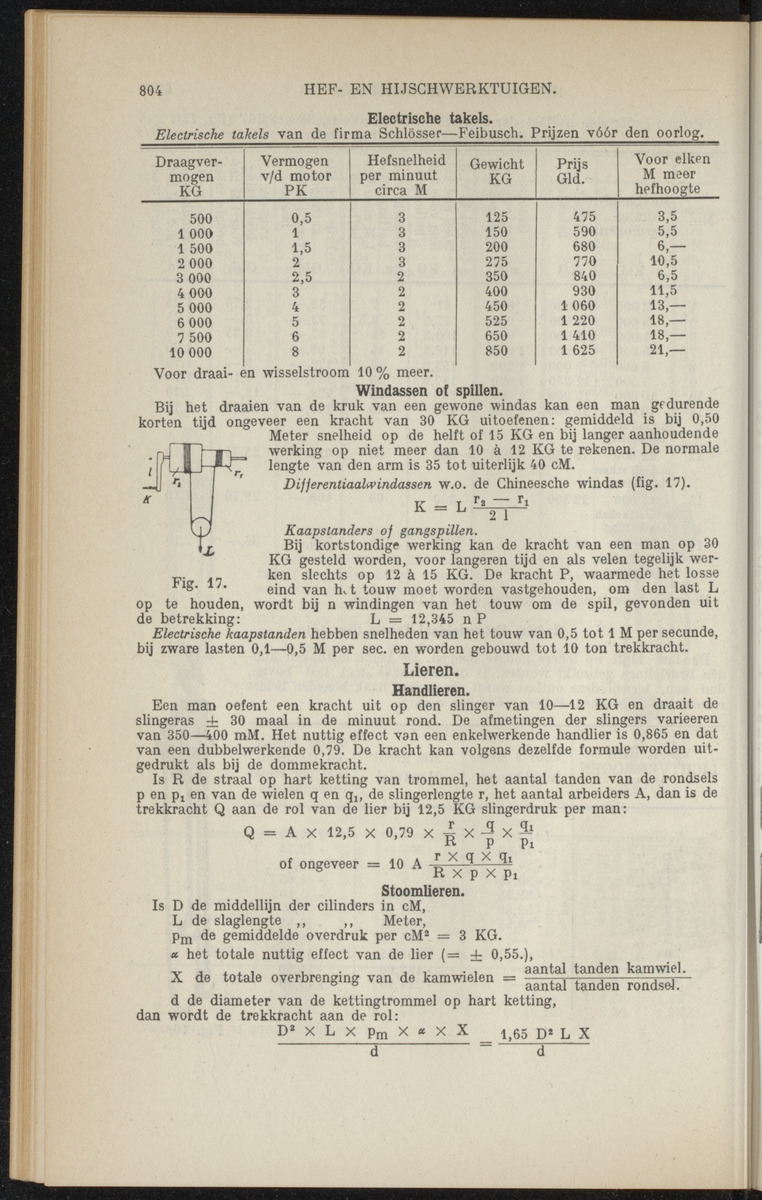 804 HEF- EN HIJSCHWERKTUIGEN.
Electrische takels.
Electrische takels van de firma Schlösser—Feibusch. Prijzen vóór den oorlog.
Draagver- Vermogen Hefsnelheid Gewicht Prijs Voor elken
mogen v/d motor per minuut KG Gld. M meer
KG PK circa M hefhoogte
500 0,5 3 125 475 3,5
1 000 1 3 150 590 5,5
1 500 1,5 3 200 680 6,—
2 000 2 3 275 770 10,5
3 000 2,5 2 350 840 6,5
4 000 3 2 400 930 11,5
5 000 4 2 450 1 060 13,—
6 000 5 2 525 1 220 18,—
7 500 6 2 650 1 410 18,—
10 000 8 2 850 1 625 21,—
Voor draai- en wisselstroom 10 % meer.
Windassen of spillen.
Bij het draaien van de kruk van een gewone windas kan een man gedurende
korten tijd ongeveer een kracht van 30 KG uitoefenen: gemiddeld is bij 0,50
Meter snelheid op de helft of 15 KG en bij langer aanhoudende
werking op niet meer dan 10 à 12 KG te rekenen. De normale
lengte van den arm is 35 tot uiterlijk 40 cM.
Differentiaalwindassen w.o. de Chineesche windas (fig. 17).
K = L (r₂ — r₁) / (2 l)
l r₂ r₁ K L
Fig. 17.
Kaapstanders of gangspillen.
Bij kortstondige werking kan de kracht van een man op 30
KG gesteld worden, voor langeren tijd en als velen tegelijk wer-
ken slechts op 12 à 15 KG. De kracht P, waarmede het losse
eind van het touw moet worden vastgehouden, om den last L
op te houden, wordt bij n windingen van het touw om de spil, gevonden uit
de betrekking: L = 12,345 n P
Electrische kaapstanden hebben snelheden van het touw van 0,5 tot 1 M per secunde,
bij zware lasten 0,1—0,5 M per sec. en worden gebouwd tot 10 ton trekkracht.
Lieren.
Handlieren.
Een man oefent een kracht uit op den slinger van 10—12 KG en draait de
slingeras ± 30 maal in de minuut rond. De afmetingen der slingers varieeren
van 350—400 mM. Het nuttig effect van een enkelwerkende handlier is 0,865 en dat
van een dubbelwerkende 0,79. De kracht kan volgens dezelfde formule worden uit-
gedrukt als bij de dommekracht.
Is R de straal op hart ketting van trommel, het aantal tanden van de rondsels
p en p₁ en van de wielen q en q₁, de slingerlengte r, het aantal arbeiders A, dan is de
trekkracht Q aan de rol van de lier bij 12,5 KG slingerdruk per man:
Q = A × 12,5 × 0,79 × r/R × q/p × q₁/p₁
of ongeveer = 10 A (r × q × q₁) / (R × p × p₁)
Stoomlieren.
Is D de middellijn der cilinders in cM,
L de slaglengte ,, ,, Meter,
pm de gemiddelde overdruk per cM² = 3 KG.
α het totale nuttig effect van de lier (= ± 0,55.),
X de totale overbrenging van de kamwielen = aantal tanden kamwiel. / aantal tanden rondsel.
d de diameter van de kettingtrommel op hart ketting,
dan wordt de trekkracht aan de rol:
(D² × L × pm × α × X) / d = (1,65 D² L X) / d